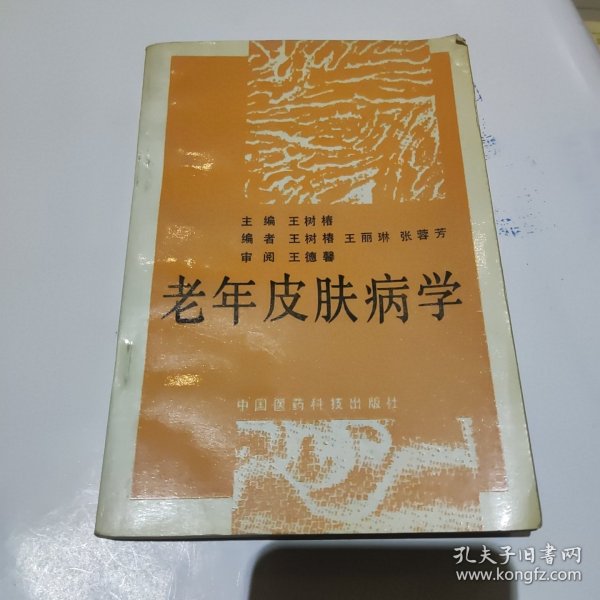 主编 王树椿
编者 王树椿 王丽琳 张蓉芳
审阅 王德馨
老年皮肤病学
中国医药科技出版社
孔夫子旧书网
www.kongfz.com